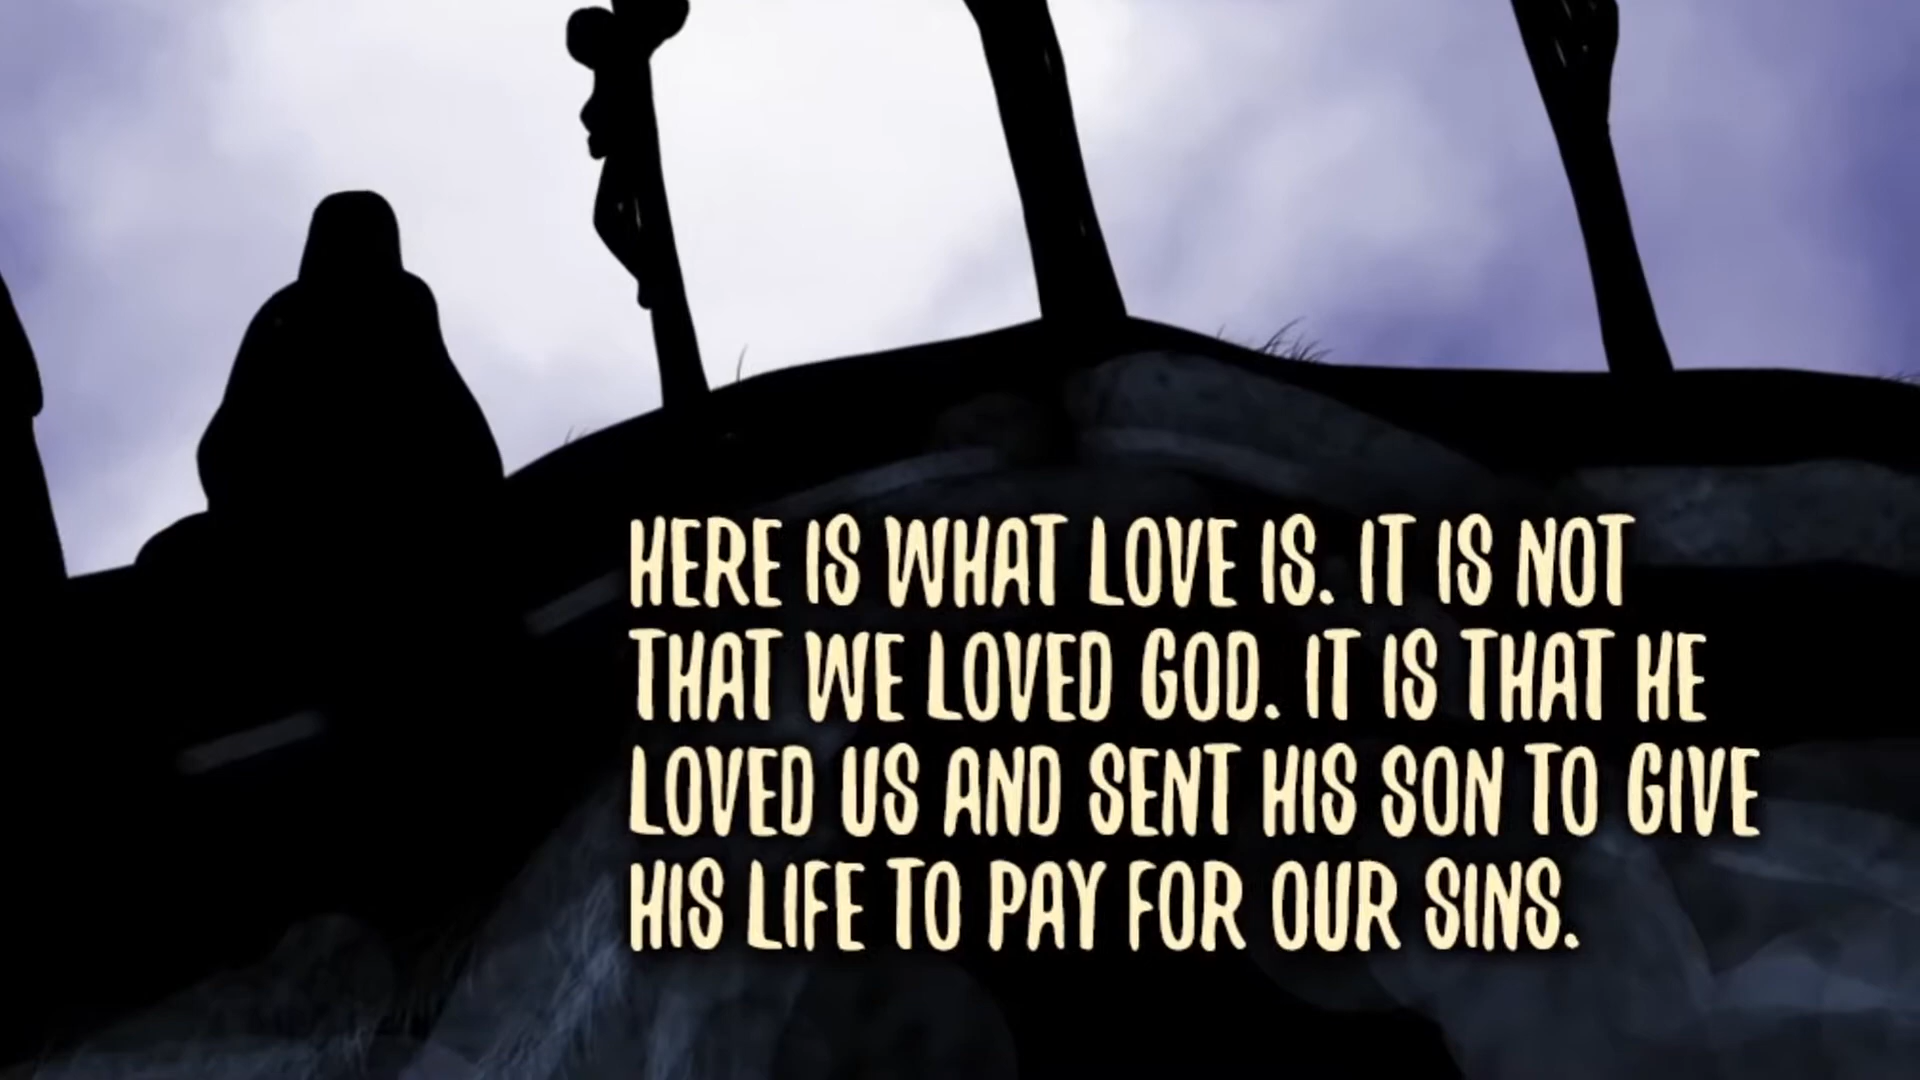 HERE IS WHAT LOVE IS. IT IS NOT
THAT WE LOVED GOD. IT IS THAT HE
LOVED US AND SENT HIS SON TO GIVE
HIS LIFE TO PAY FOR OUR SINS.